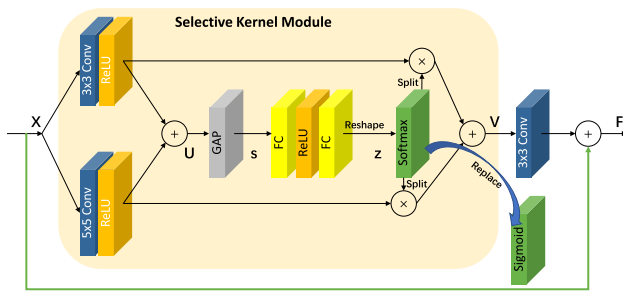 Selective Kernel Module
3x3 Conv
ReLU
X
5x5 Conv
ReLU
U
GAP
S
FC
ReLU
FC
Reshape
Z
Softmax
Split
Split
V
3x3 Conv
F
Replace
Sigmoid